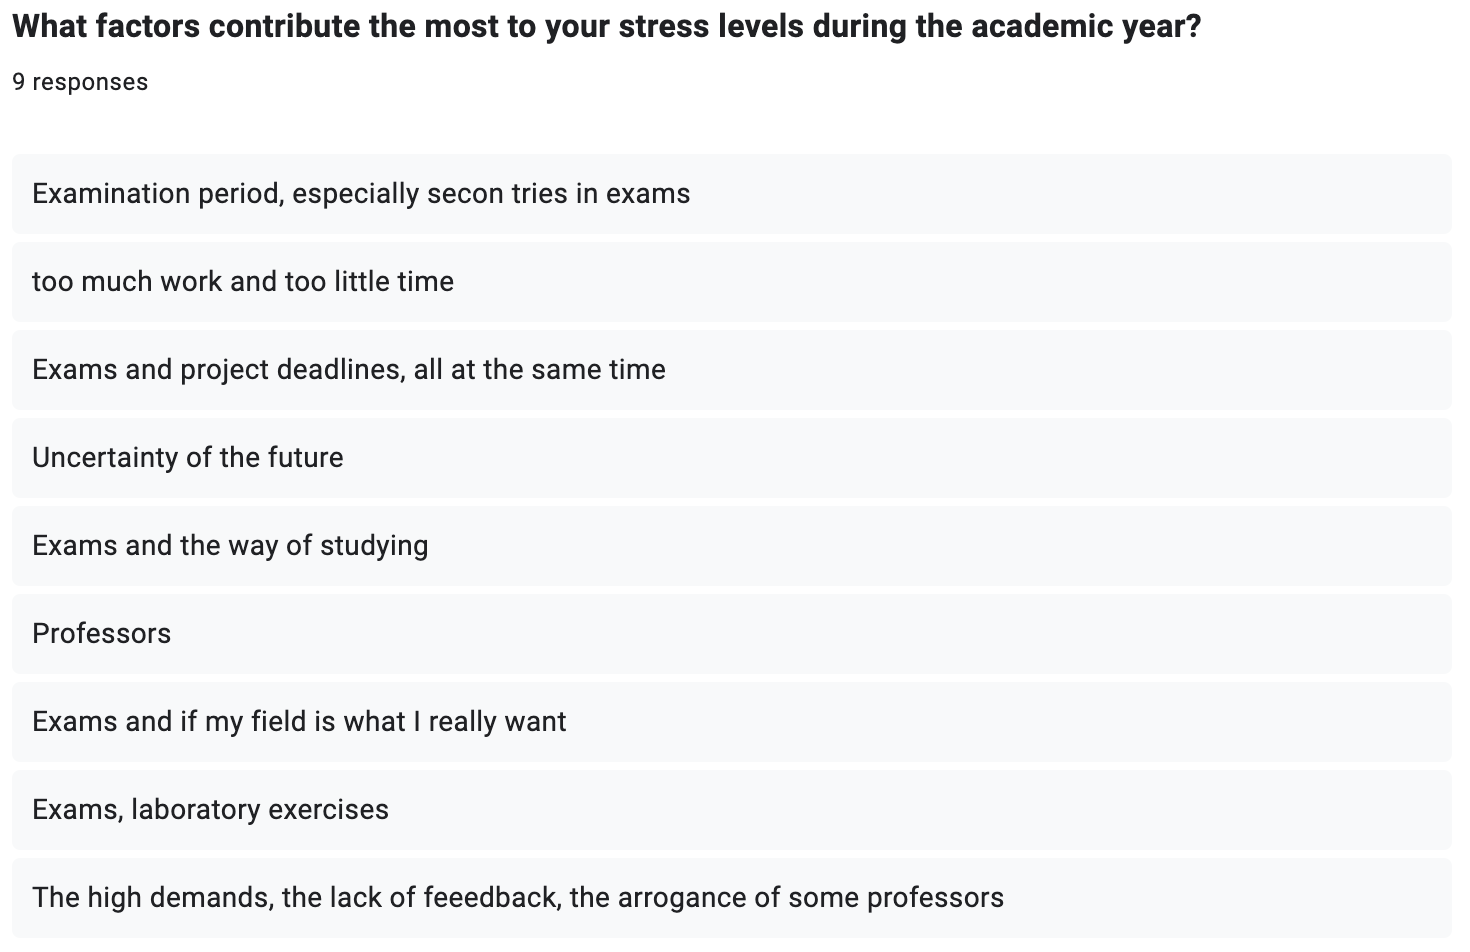 What factors contribute the most to your stress levels during the academic year?
9 responses
Examination period, especially secon tries in exams
too much work and too little time
Exams and project deadlines, all at the same time
Uncertainty of the future
Exams and the way of studying
Professors
Exams and if my field is what I really want
Exams, laboratory exercises
The high demands, the lack of feeedback, the arrogance of some professors